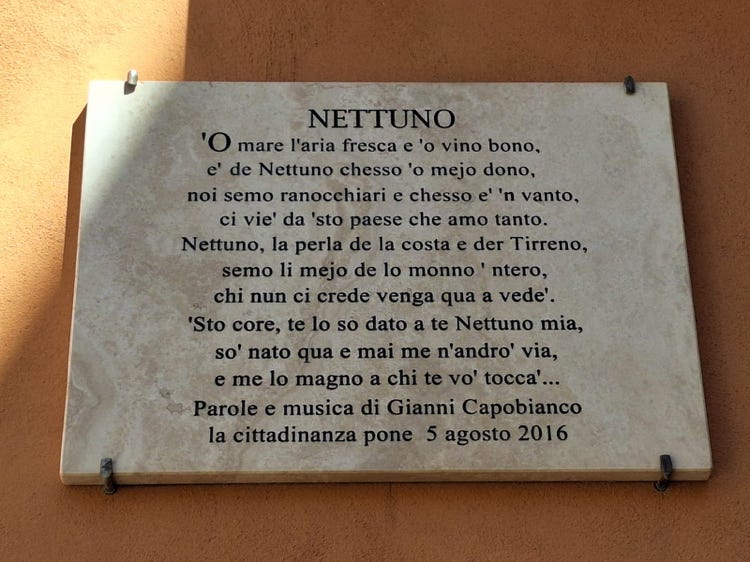 NETTUNO
'O mare l'aria fresca e 'o vino bono,
e' de Nettuno chesso 'o mejo dono,
noi semo ranocchiari e chesso e' 'n vanto,
ci vie' da 'sto paese che amo tanto.
Nettuno, la perla de la costa e der Tirreno,
semo li mejo de lo monno ' ntero,
chi nun ci crede venga qua a vede'.
'Sto core, te lo so dato a te Nettuno mia,
so' nato qua e mai me n'andro' via,
e me lo magno a chi te vo' tocca'...
Parole e musica di Gianni Capobianco
la cittadinanza pone 5 agosto 2016